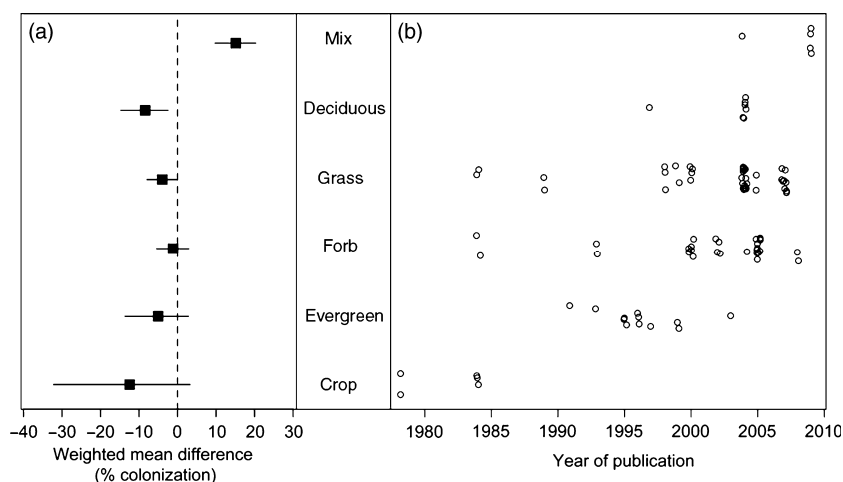 (a)
(b)
Mix
Deciduous
Grass
Forb
Evergreen
Crop
−40 −30 −20 −10 0 10 20 30
Weighted mean difference
(% colonization)
1980 1985 1990 1995 2000 2005 2010
Year of publication